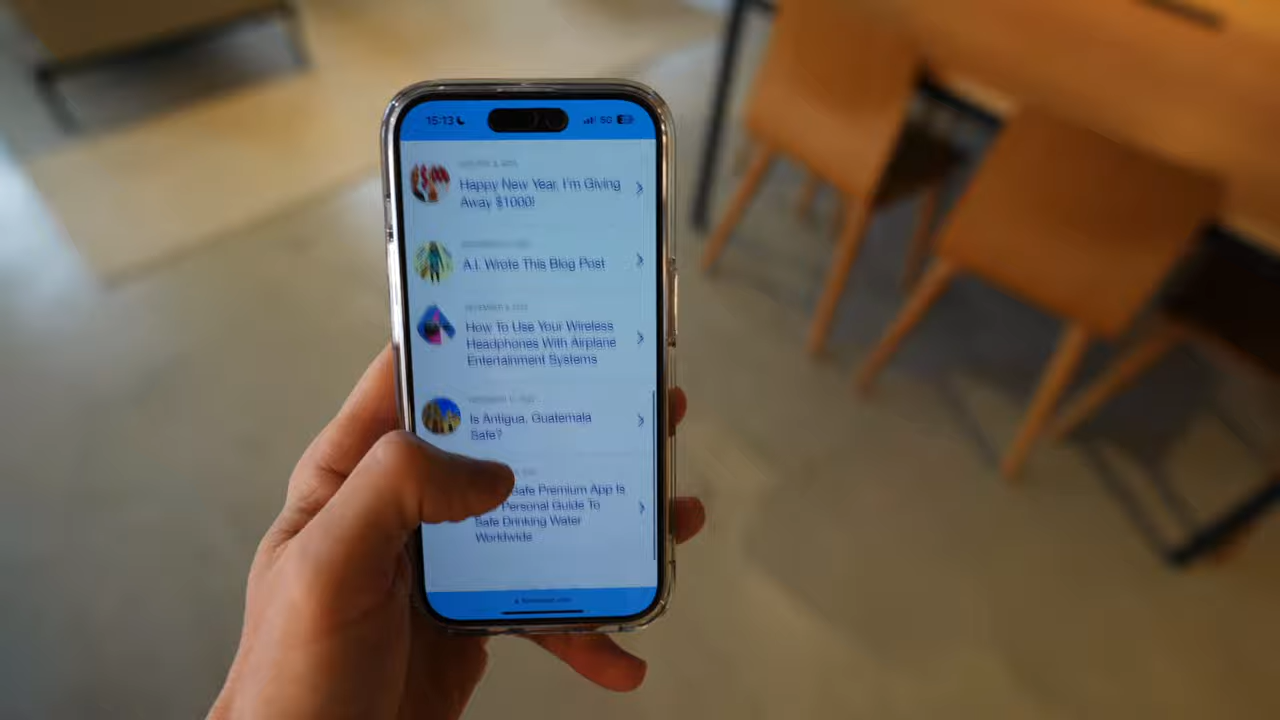 15:13
5G
Happy New Year, I'm Giving
Away $1000!
A.I. Wrote This Blog Post
How To Use Your Wireless
Headphones With Airplane
Entertainment Systems
Is Antigua, Guatemala
Safe?
Safe Premium App Is
Personal Guide To
Safe Drinking Water
Worldwide